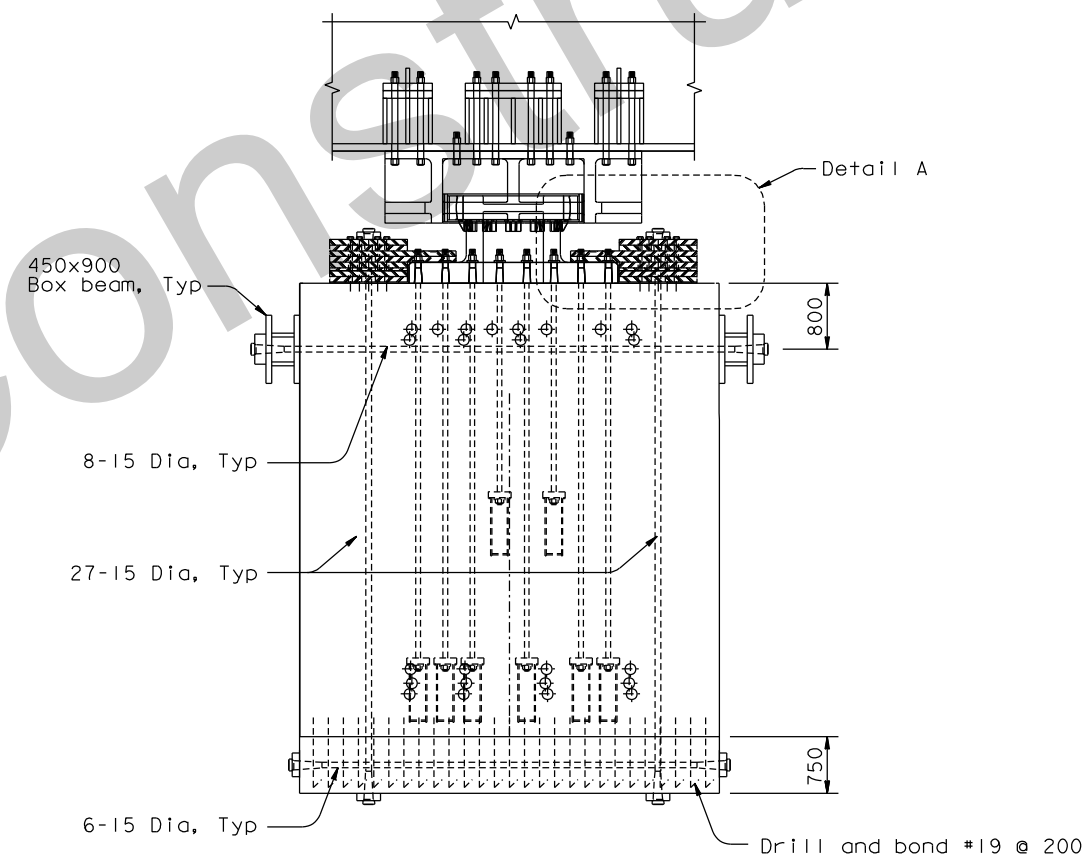 constru
Detail A
450x900
Box beam, Typ
800
8-15 Dia, Typ
27-15 Dia, Typ
750
6-15 Dia, Typ
Drill and bond #19 @ 200